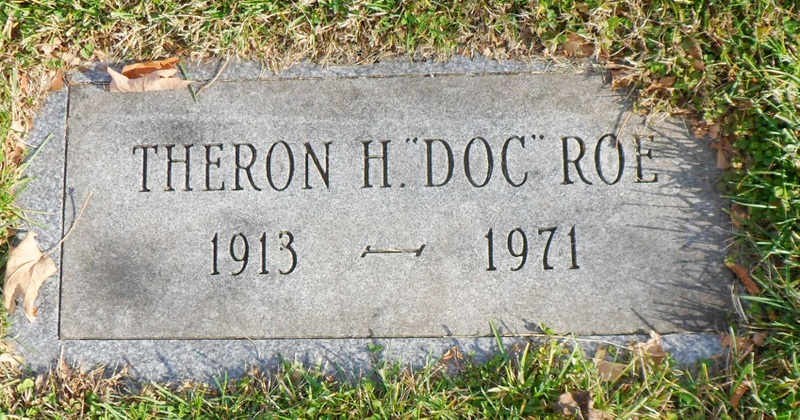 THERON H. "DOC" ROE
1913 — 1971